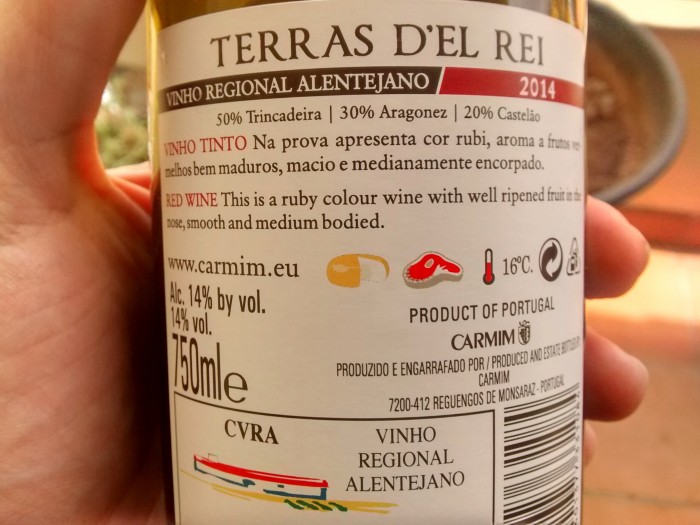 TERRAS D'EL REI
VINHO REGIONAL ALENTEJANO 2014
50% Trincadeira | 30% Aragonez | 20% Castelão
VINHO TINTO Na prova apresenta cor rubi, aroma a frutos ver
melhos bem maduros, macio e medianamente encorpado.
RED WINE This is a ruby colour wine with well ripened fruit in the
nose, smooth and medium bodied.
www.carmim.eu
16ºC.
Alc. 14% by vol.
14% vol.
750ml e
PRODUCT OF PORTUGAL
CARMIM
PRODUZIDO E ENGARRAFADO POR / PRODUCED AND ESTATE BOTTLED BY
CARMIM
7200-412 REGUENGOS DE MONSARAZ - PORTUGAL
CVRA
VINHO
REGIONAL
ALENTEJANO